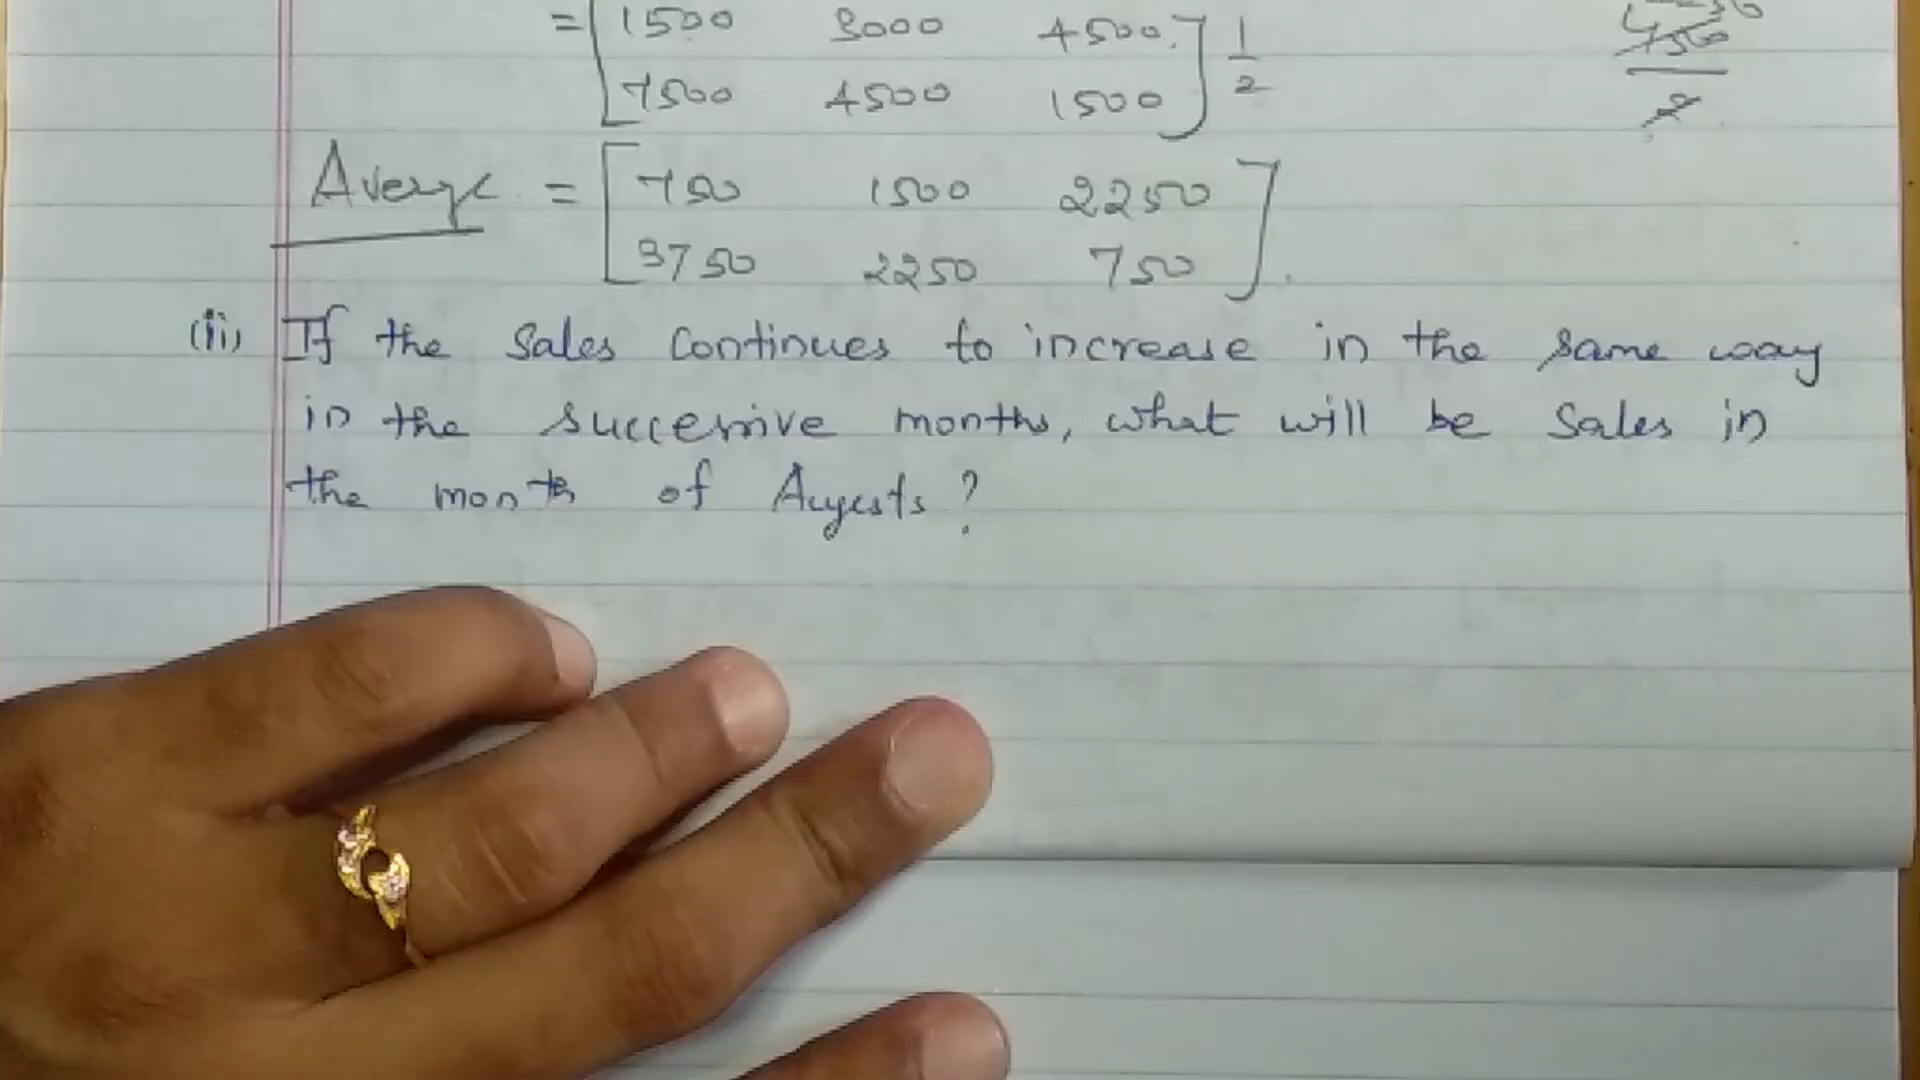 = [ 1500 3000 4500 ] 1/2
[ 7500 4500 1500 ]
Average = [ 750 1500 2250 ]
[ 3750 2250 750 ].
(ii) If the sales continues to increase in the same way
in the successive months, what will be sales in
the month of Augusts ?